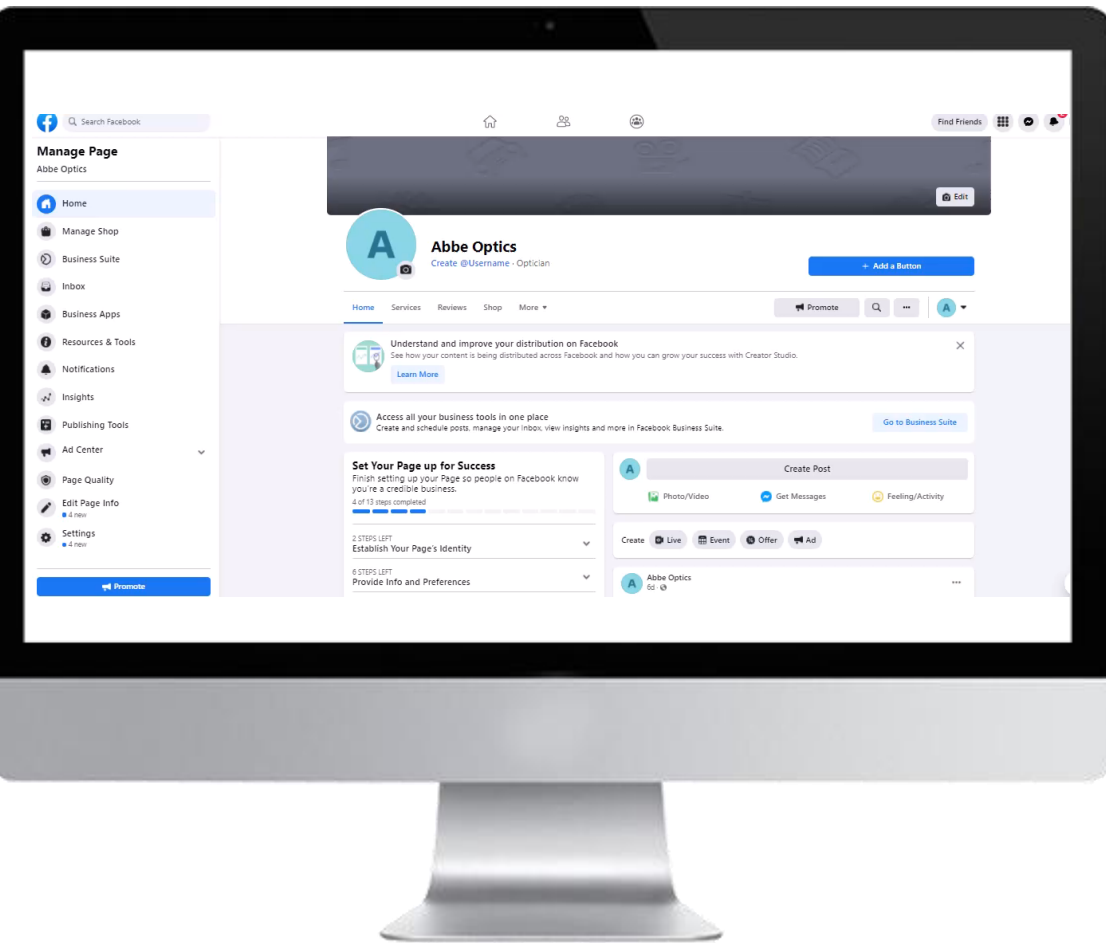 Search Facebook
Find Friends
Manage Page
Abbe Optics
Home
Manage Shop
Business Suite
Inbox
Business Apps
Resources & Tools
Notifications
Insights
Publishing Tools
Ad Center
Page Quality
Edit Page Info
4 new
Settings
4 new
Promote
Edit
A
Abbe Optics
Create @Username · Optician
+ Add a Button
Home Services Reviews Shop More
Promote
A
Understand and improve your distribution on Facebook
See how your content is being distributed across Facebook and how you can grow your success with Creator Studio.
Learn More
Access all your business tools in one place
Create and schedule posts, manage your inbox, view insights and more in Facebook Business Suite.
Go to Business Suite
Set Your Page up for Success
Finish setting up your Page so people on Facebook know
you're a credible business.
4 of 13 steps completed
2 STEPS LEFT
Establish Your Page's Identity
6 STEPS LEFT
Provide Info and Preferences
A
Create Post
Photo/Video Get Messages Feeling/Activity
Create Live Event Offer Ad
A
Abbe Optics
6d ·